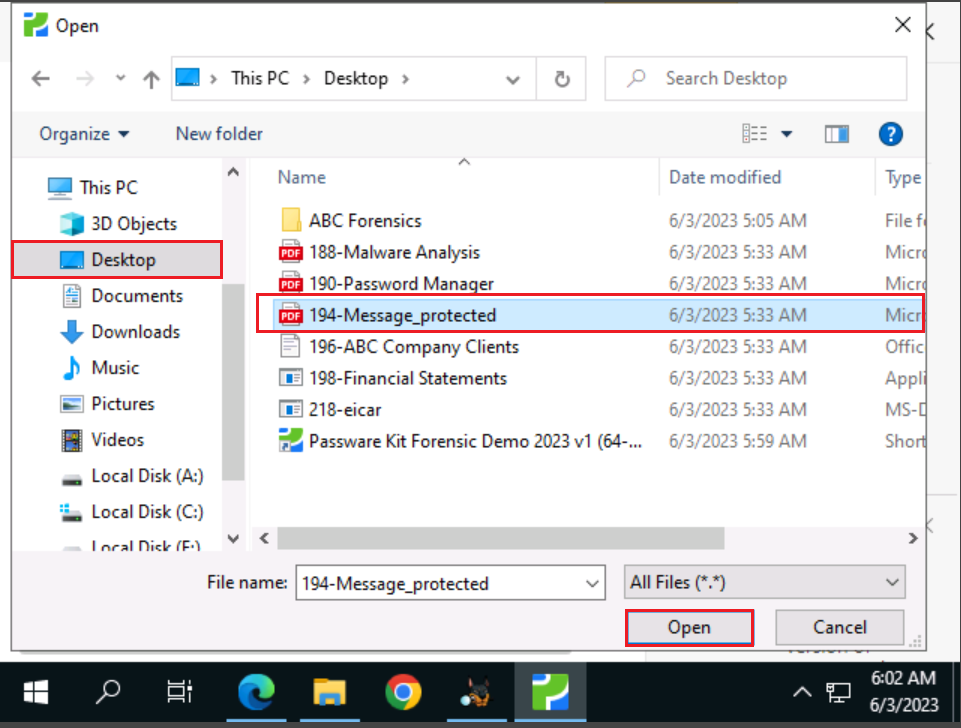 Open
This PC > Desktop >
Search Desktop
Organize
New folder
?
Name
Date modified
Type
This PC
3D Objects
Desktop
Documents
Downloads
Music
Pictures
Videos
Local Disk (A:)
Local Disk (C:)
Local Disk (E:)
ABC Forensics 6/3/2023 5:05 AM File f
PDF 188-Malware Analysis 6/3/2023 5:33 AM Micr
PDF 190-Password Manager 6/3/2023 5:33 AM Micr
PDF 194-Message_protected 6/3/2023 5:33 AM Micr
196-ABC Company Clients 6/3/2023 5:33 AM Offic
198-Financial Statements 6/3/2023 5:33 AM Appli
218-eicar 6/3/2023 5:33 AM MS-D
Passware Kit Forensic Demo 2023 v1 (64-... 6/3/2023 5:59 AM Short
File name: 194-Message_protected
All Files (*.*)
Open
Cancel
6:02 AM
6/3/2023